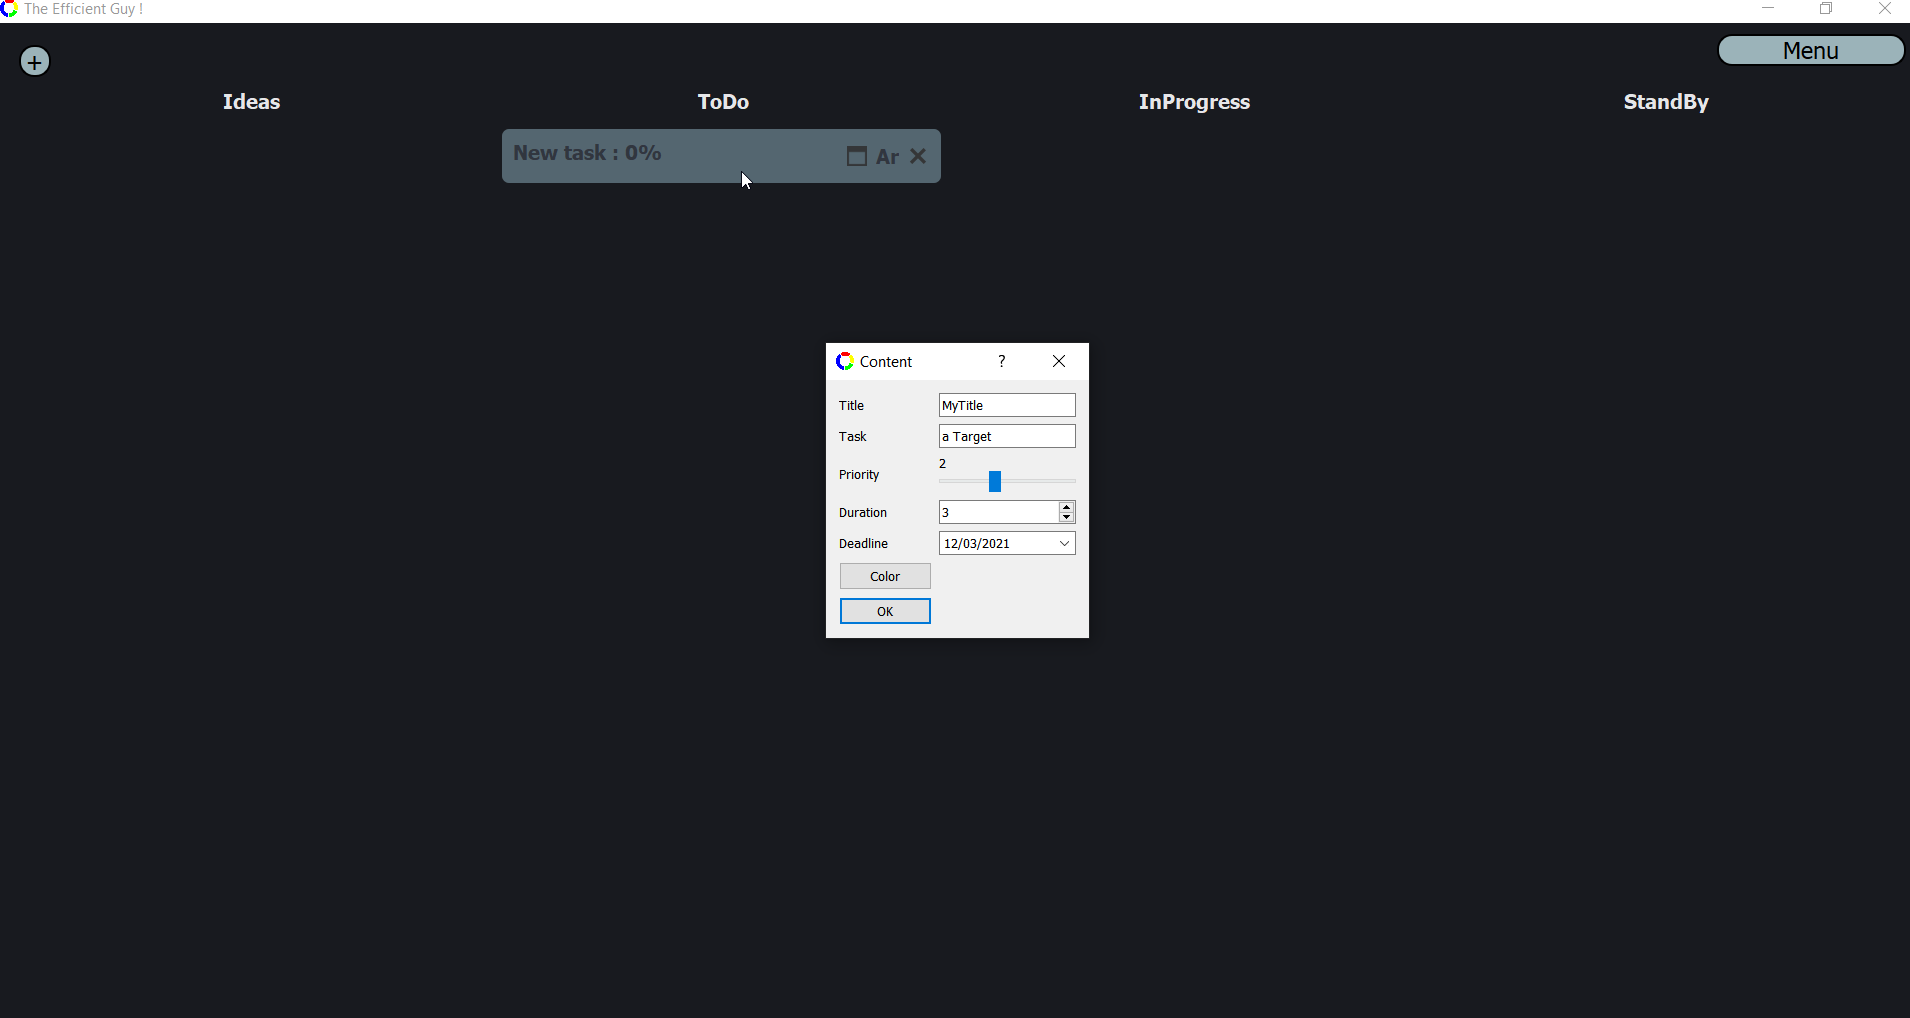 The Efficient Guy !
+
Menu
Ideas
ToDo
InProgress
StandBy
New task : 0%
Ar
Content
?
Title
MyTitle
Task
a Target
2
Priority
Duration
3
Deadline
12/03/2021
Color
OK